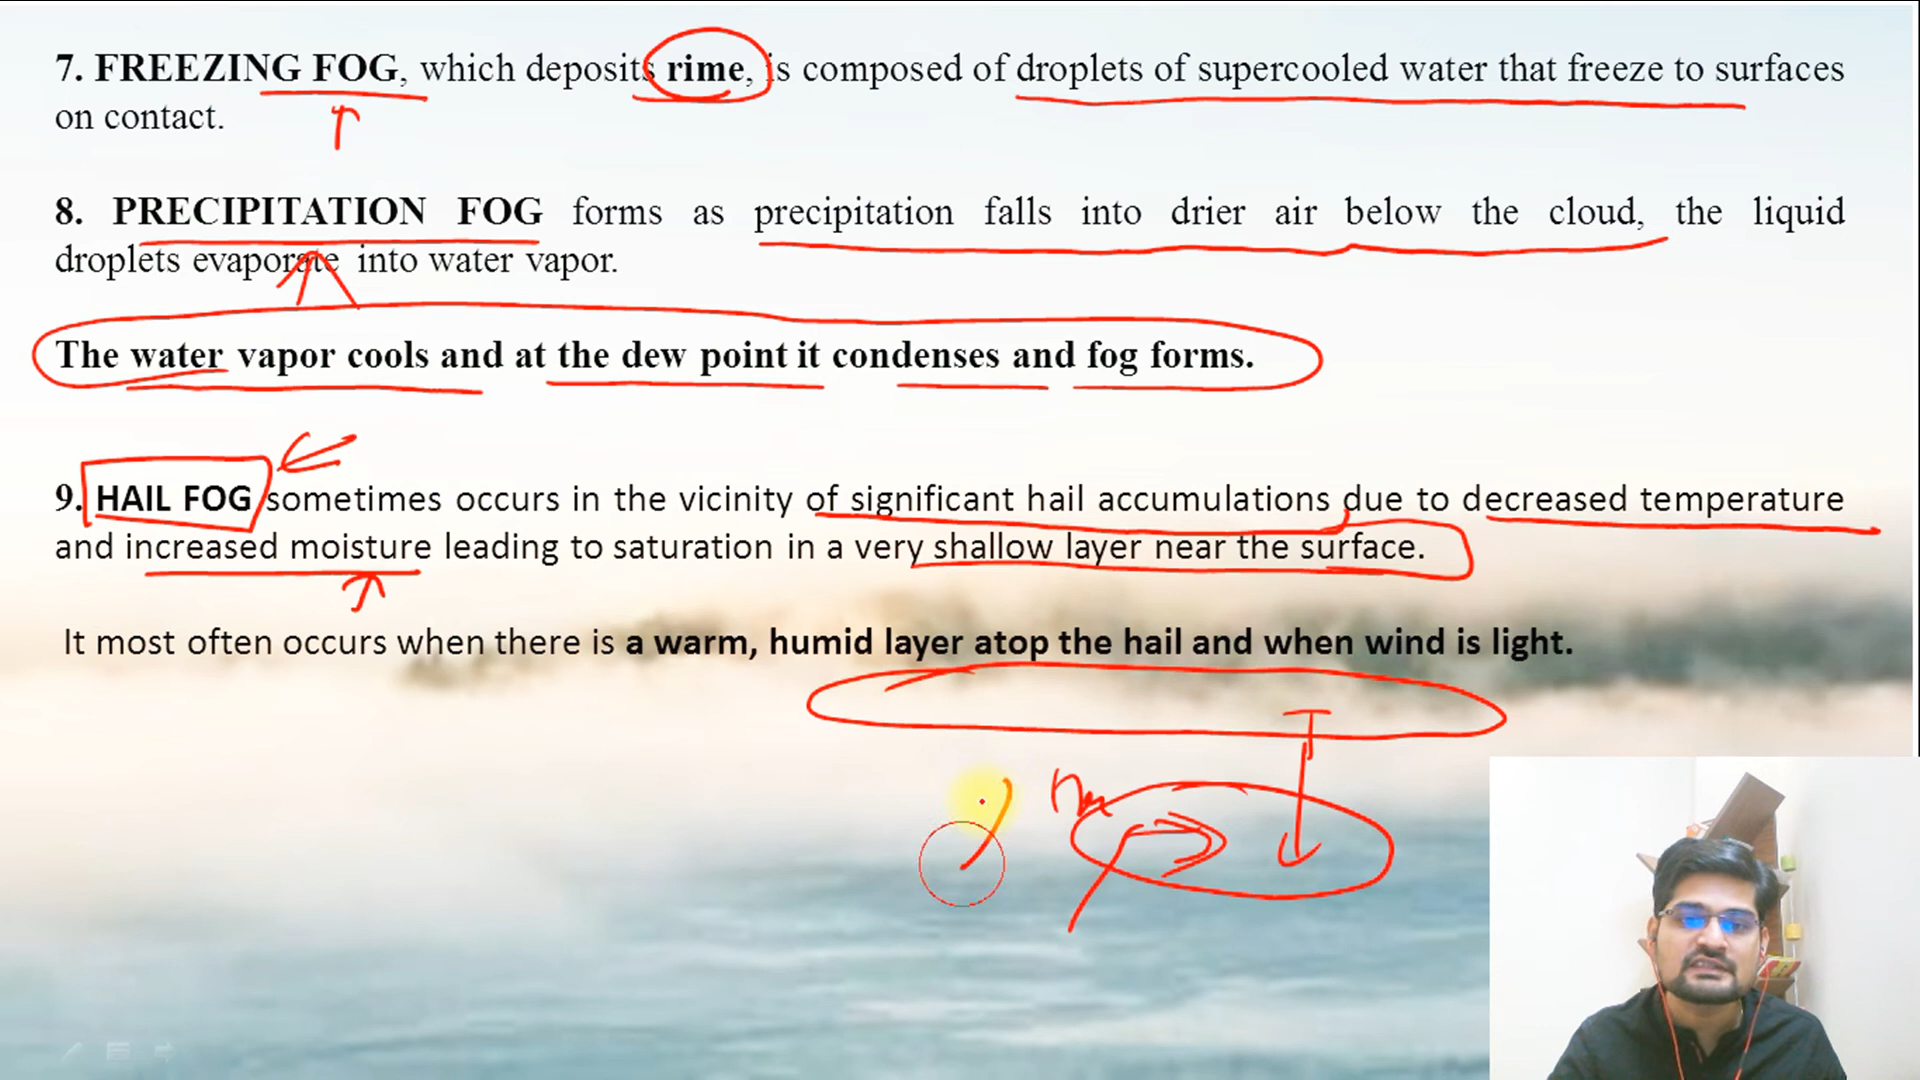 7. FREEZING FOG, which deposits rime, is composed of droplets of supercooled water that freeze to surfaces
on contact.
8. PRECIPITATION FOG forms as precipitation falls into drier air below the cloud, the liquid
droplets evaporate into water vapor.
The water vapor cools and at the dew point it condenses and fog forms.
9. HAIL FOG sometimes occurs in the vicinity of significant hail accumulations due to decreased temperature
and increased moisture leading to saturation in a very shallow layer near the surface.
It most often occurs when there is a warm, humid layer atop the hail and when wind is light.